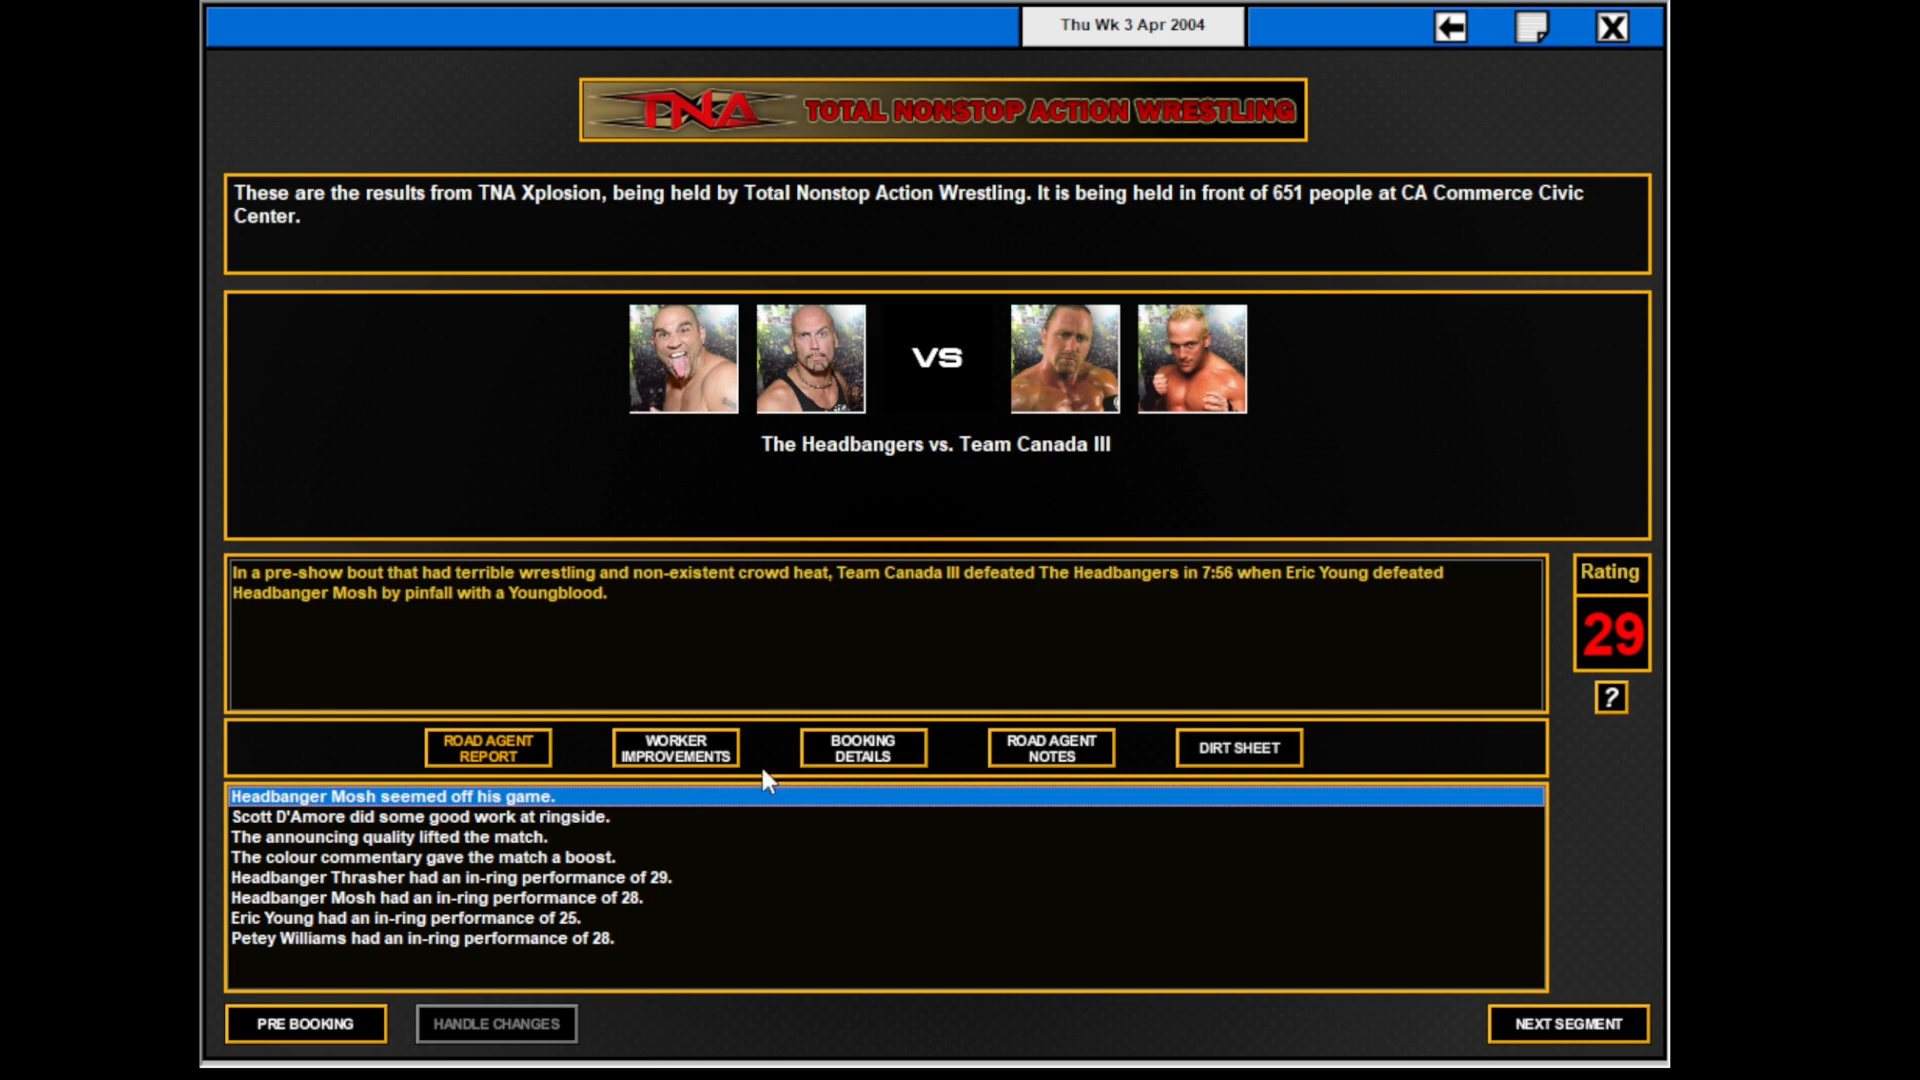 Thu Wk 3 Apr 2004
X
TNA TOTAL NONSTOP ACTION WRESTLING
These are the results from TNA Xplosion, being held by Total Nonstop Action Wrestling. It is being held in front of 651 people at CA Commerce Civic
Center.
VS
The Headbangers vs. Team Canada III
In a pre-show bout that had terrible wrestling and non-existent crowd heat, Team Canada III defeated The Headbangers in 7:56 when Eric Young defeated
Headbanger Mosh by pinfall with a Youngblood.
Rating
29
?
ROAD AGENT
REPORT
WORKER
IMPROVEMENTS
BOOKING
DETAILS
ROAD AGENT
NOTES
DIRT SHEET
Headbanger Mosh seemed off his game.
Scott D'Amore did some good work at ringside.
The announcing quality lifted the match.
The colour commentary gave the match a boost.
Headbanger Thrasher had an in-ring performance of 29.
Headbanger Mosh had an in-ring performance of 28.
Eric Young had an in-ring performance of 25.
Petey Williams had an in-ring performance of 28.
PRE BOOKING
HANDLE CHANGES
NEXT SEGMENT